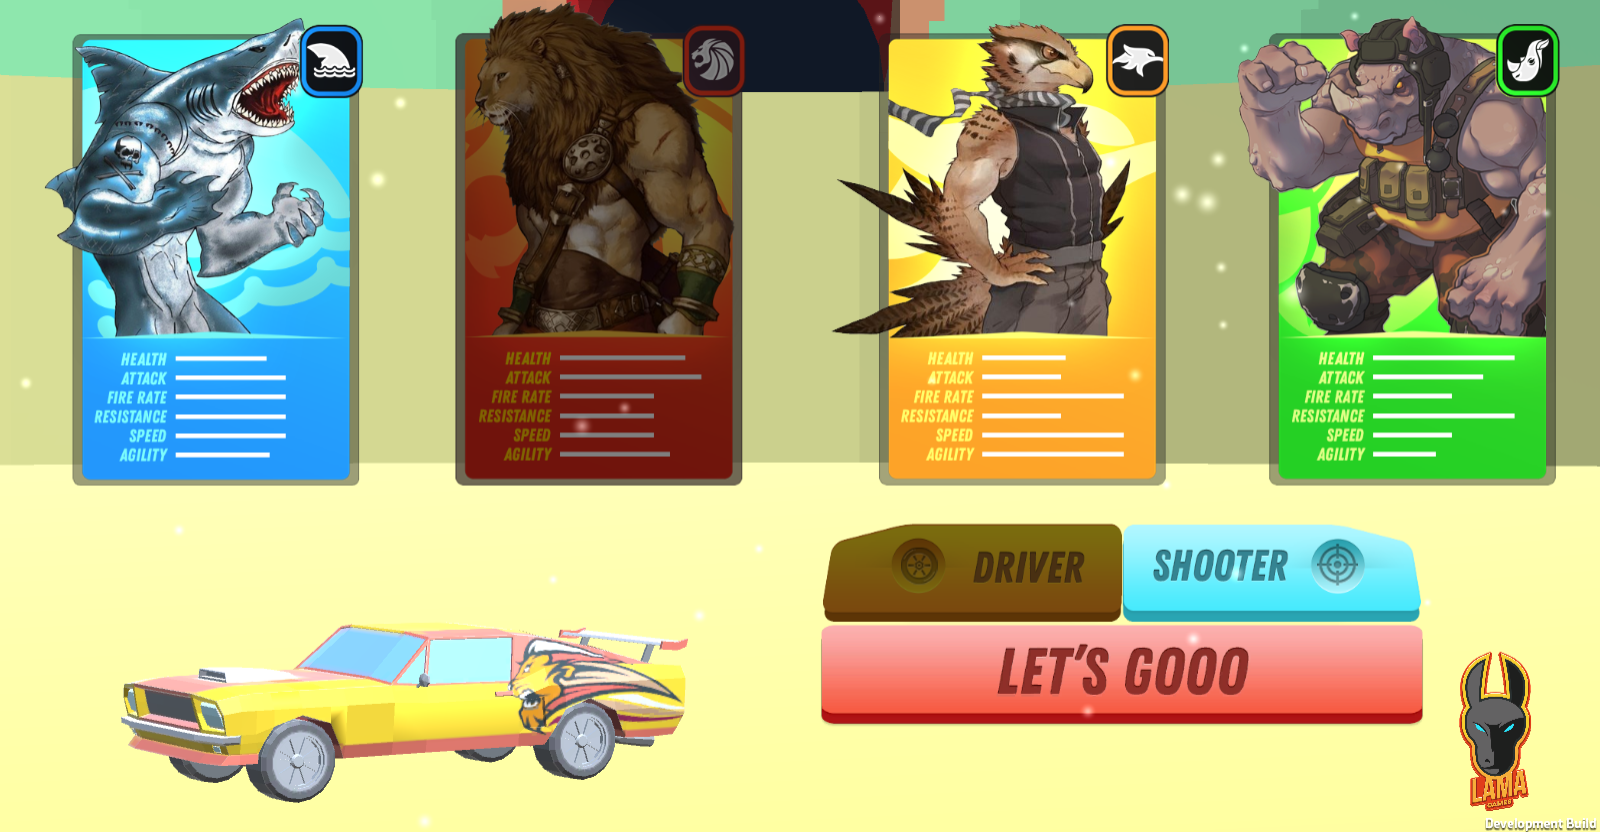 HEALTH
ATTACK
FIRE RATE
RESISTANCE
SPEED
AGILITY
HEALTH
ATTACK
FIRE RATE
RESISTANCE
SPEED
AGILITY
HEALTH
ATTACK
FIRE RATE
RESISTANCE
SPEED
AGILITY
HEALTH
ATTACK
FIRE RATE
RESISTANCE
SPEED
AGILITY
DRIVER
SHOOTER
LET'S GOOO
LAMA
GAMES
Development Build